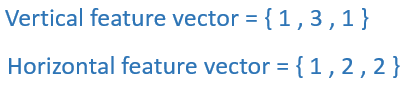 Vertical feature vector = { 1 , 3 , 1 }
Horizontal feature vector = { 1 , 2 , 2 }